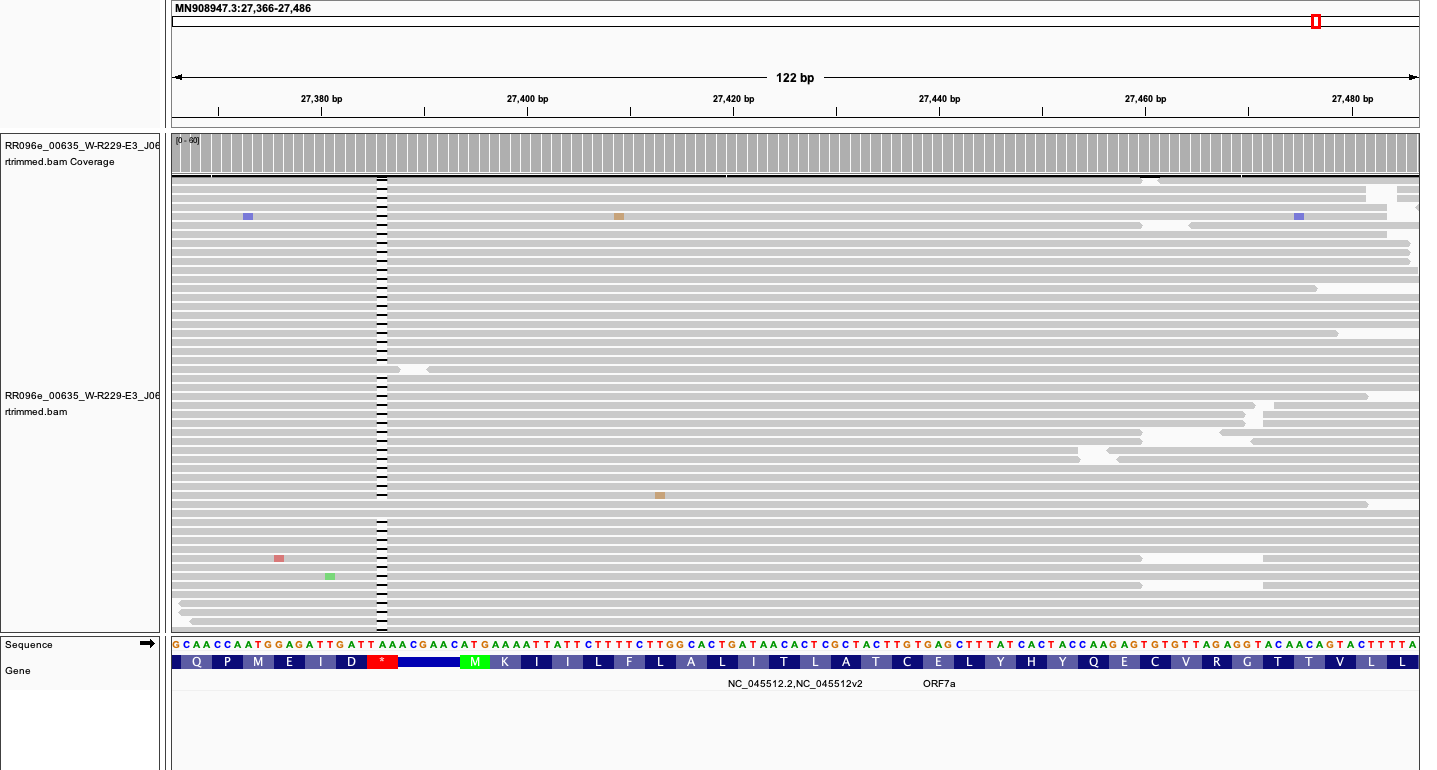 MN908947.3:27,366-27,486
122 bp
27,380 bp 27,400 bp 27,420 bp 27,440 bp 27,460 bp 27,480 bp
RR096e_00635_W-R229-E3_J06
rtrimmed.bam Coverage
[0 - 60]
RR096e_00635_W-R229-E3_J06
rtrimmed.bam
Sequence
GCAACCAATGGAGATTGATTAAACGAACATGAAAATTATTCTTTTCTTGGCACTGATAACACTCGCTACTTGTGAGCTTTATCACTACCAAGAGTGTGTTAGAGGTACAACAGTACTTTTA
Gene
Q P M E I D * M K I I L F L A L I T L A T C E L Y H Y Q E C V R G T T V L L
NC_045512.2,NC_045512v2 ORF7a